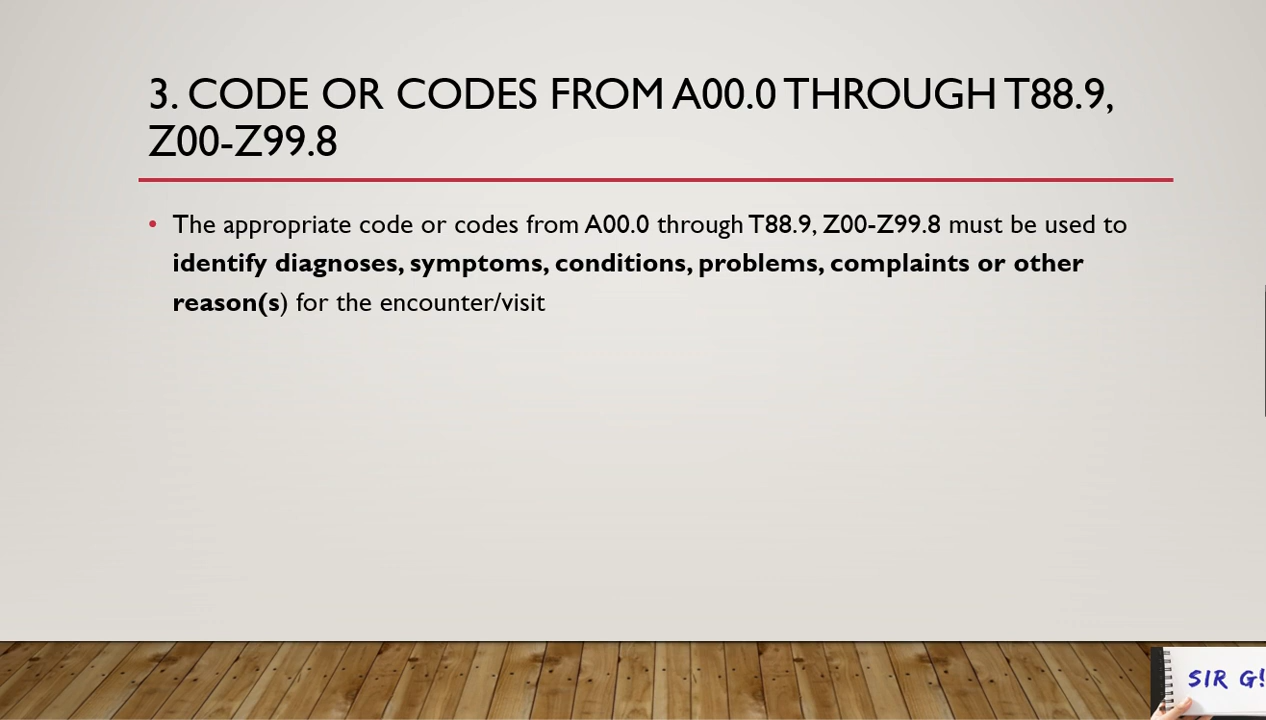 3. CODE OR CODES FROM A00.0 THROUGH T88.9,
Z00-Z99.8
• The appropriate code or codes from A00.0 through T88.9, Z00-Z99.8 must be used to
identify diagnoses, symptoms, conditions, problems, complaints or other
reason(s) for the encounter/visit
SIR G!